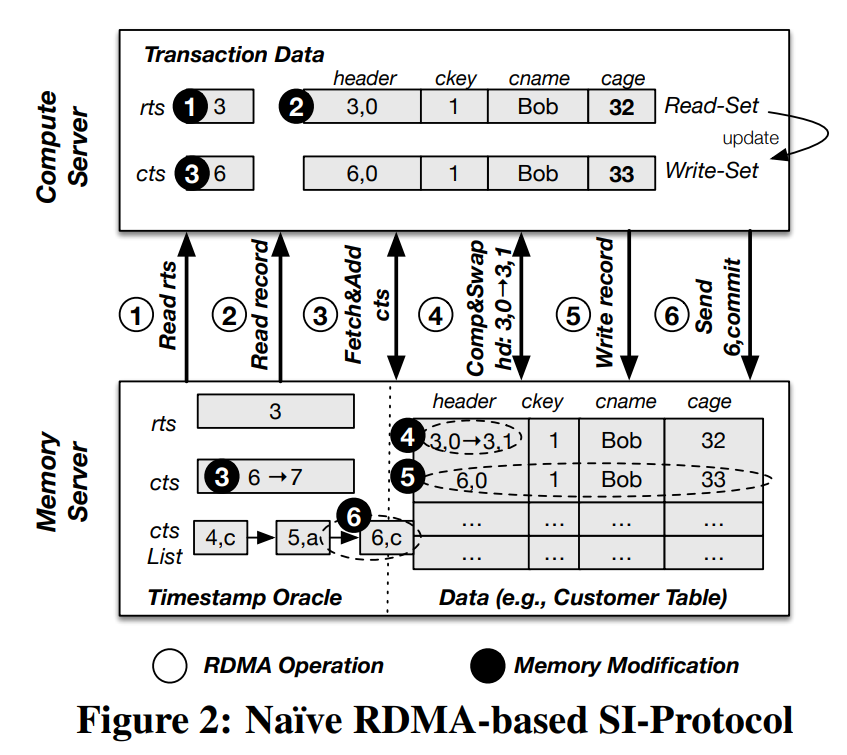 Transaction Data
header ckey cname cage
rts 1 3 2 3,0 1 Bob 32 Read-Set
update
cts 3 6 6,0 1 Bob 33 Write-Set
Compute
Server
1 Read rts
2 Read record
3 Fetch&Add
cts
4 Comp&Swap
hd: 3,0→3,1
5 Write record
6 Send
6,commit
Memory
Server
rts 3
cts 3 6→7
cts
List
4,c 5,a 6 6,c
header ckey cname cage
4 3,0→3,1 1 Bob 32
5 6,0 1 Bob 33
... ... ... ...
... ... ... ...
Timestamp Oracle
Data (e.g., Customer Table)
RDMA Operation
Memory Modification
Figure 2: Naïve RDMA-based SI-Protocol